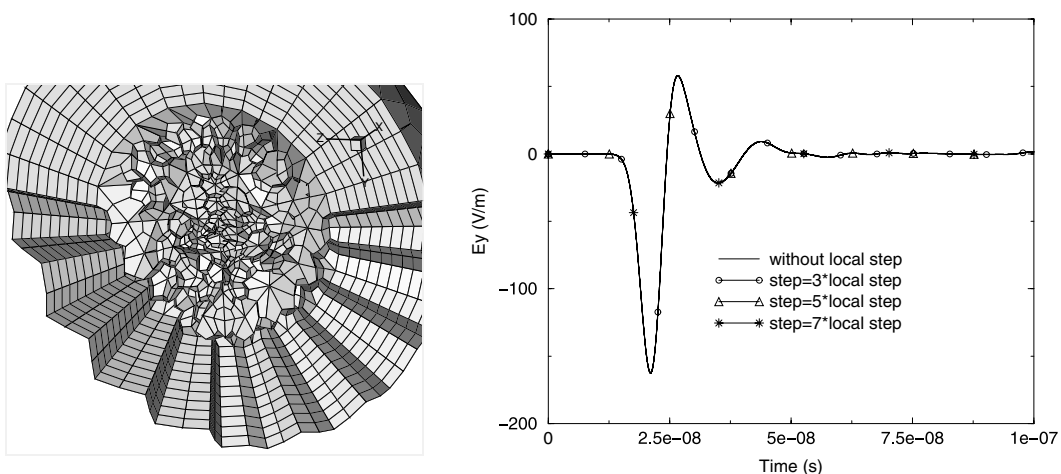 Z
X
100
0
−100
−200
Ey (V/m)
without local step
step=3*local step
step=5*local step
step=7*local step
0
2.5e−08
5e−08
7.5e−08
1e−07
Time (s)